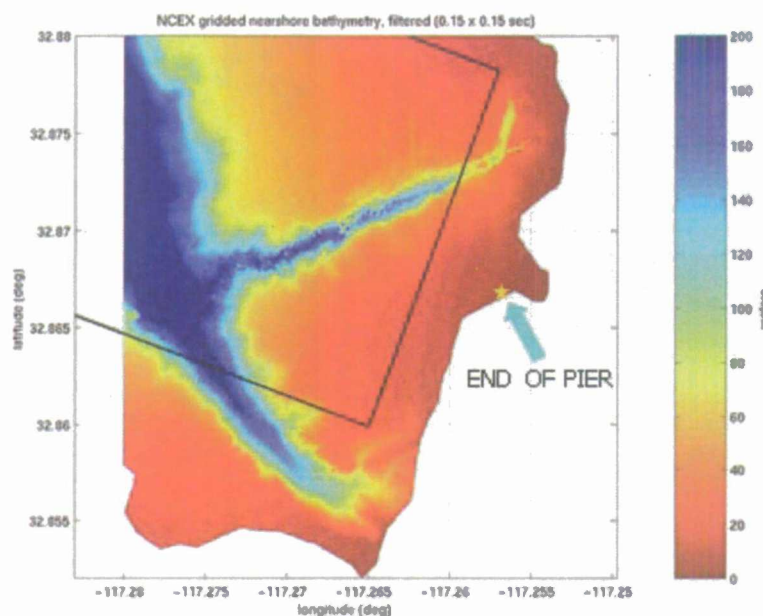 NCEX gridded nearshore bathymetry, filtered (0.15 x 0.15 sec)
32.88
32.875
32.87
32.865
32.86
32.855
latitude (deg)
END OF PIER
-117.28 -117.275 -117.27 -117.265 -117.26 -117.255 -117.25
longitude (deg)
200
180
160
140
120
100
80
60
40
20
0
meters